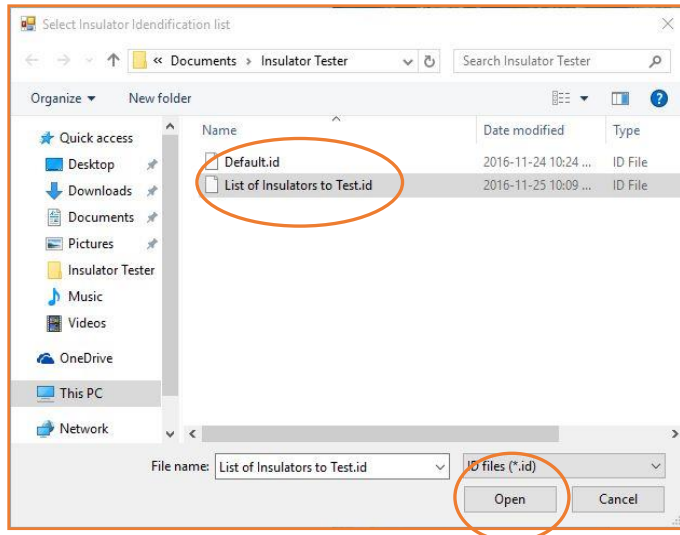 Select Insulator Idendification list
« Documents > Insulator Tester
Search Insulator Tester
Organize
New folder
Name
Date modified
Type
Quick access
Desktop
Downloads
Documents
Pictures
Insulator Tester
Music
Videos
OneDrive
This PC
Network
Default.id
2016-11-24 10:24 ...
ID File
List of Insulators to Test.id
2016-11-25 10:09 ...
ID File
File name: List of Insulators to Test.id
ID files (*.id)
Open
Cancel